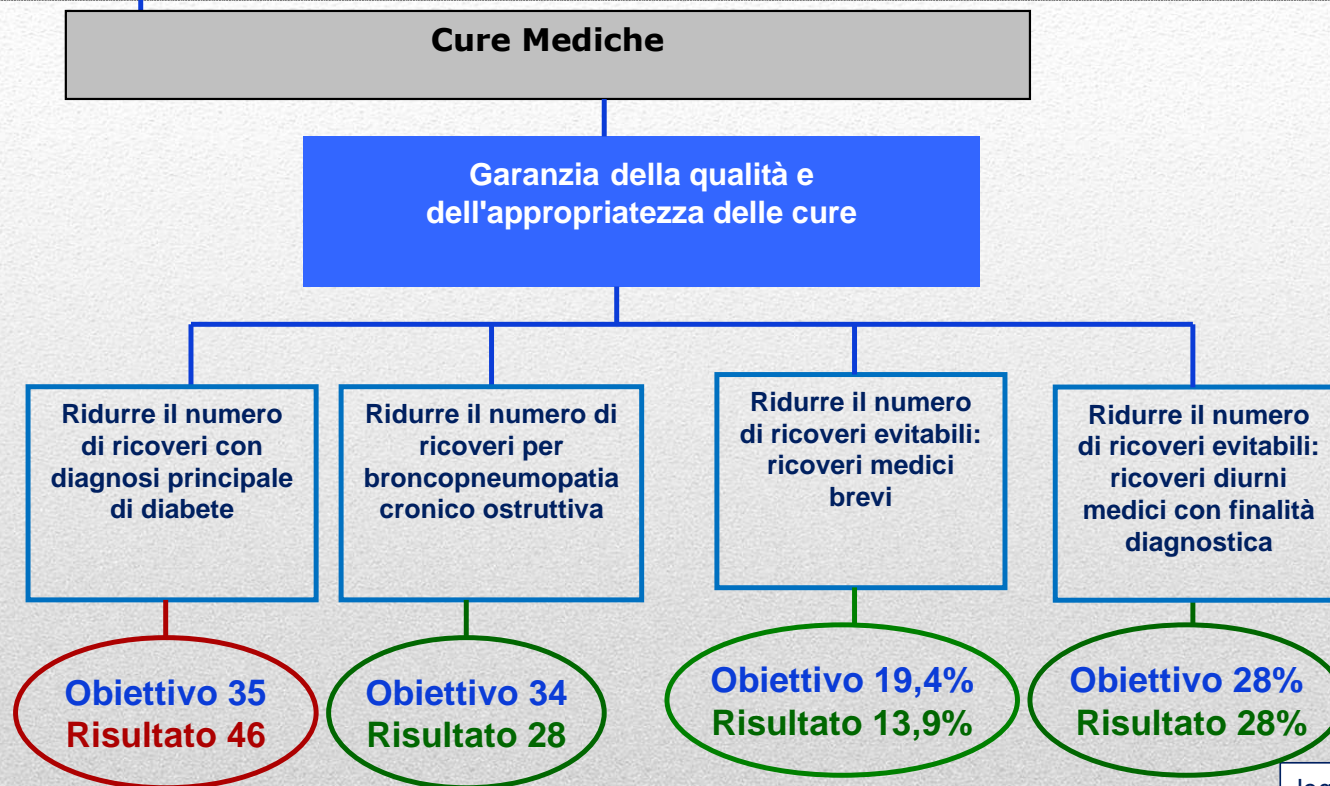 Cure Mediche
Garanzia della qualità e
dell'appropriatezza delle cure
Ridurre il numero
di ricoveri con
diagnosi principale
di diabete
Ridurre il numero di
ricoveri per
broncopneumopatia
cronico ostruttiva
Ridurre il numero
di ricoveri evitabili:
ricoveri medici
brevi
Ridurre il numero
di ricoveri evitabili:
ricoveri diurni
medici con finalità
diagnostica
Obiettivo 35
Risultato 46
Obiettivo 34
Risultato 28
Obiettivo 19,4%
Risultato 13,9%
Obiettivo 28%
Risultato 28%